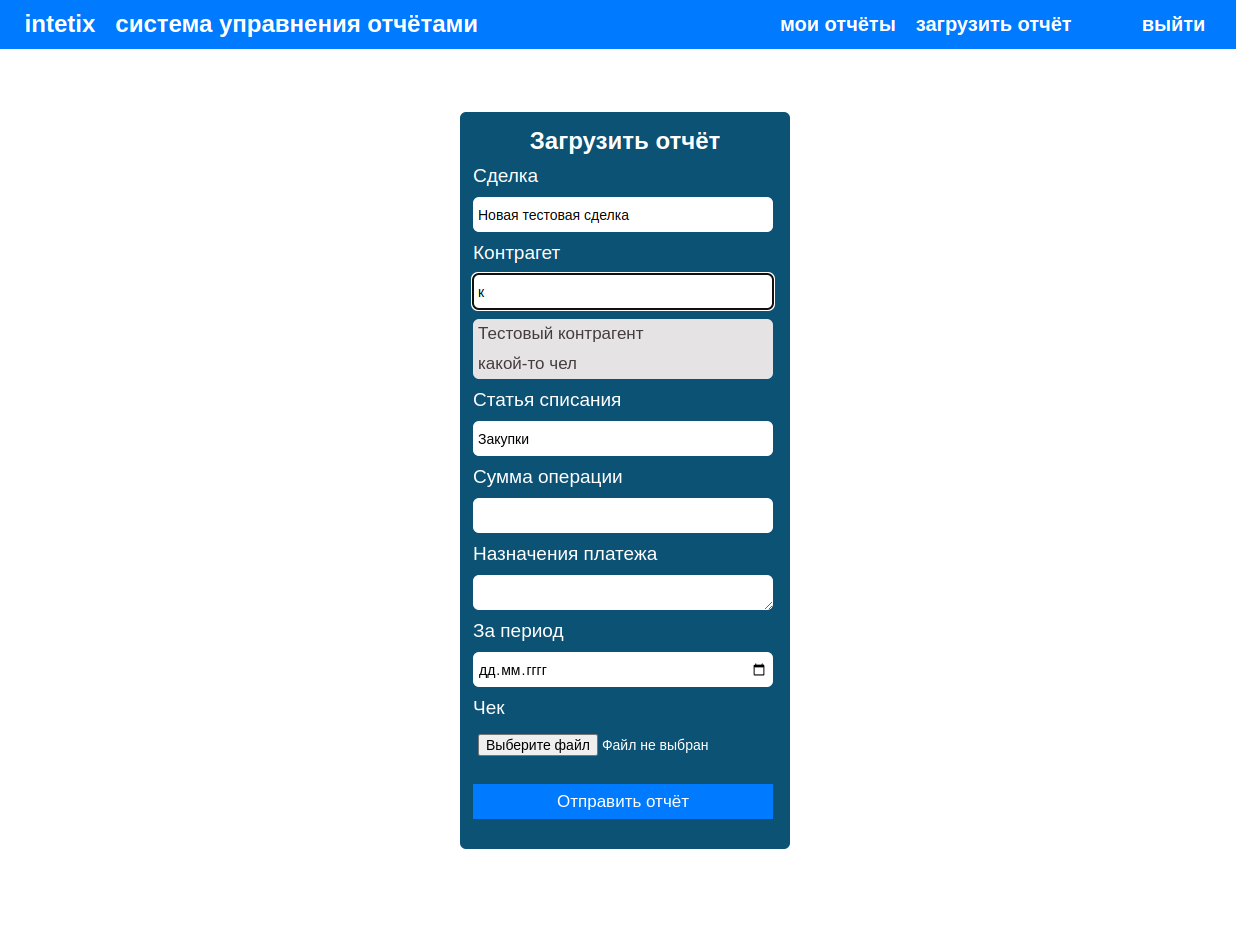 intetix система управления отчётами мои отчёты загрузить отчёт выйти
Загрузить отчёт
Сделка
Новая тестовая сделка
Контрагет
к
Тестовый контрагент
какой-то чел
Статья списания
Закупки
Сумма операции
Назначения платежа
За период
дд.мм.гггг
Чек
Выберите файл Файл не выбран
Отправить отчёт